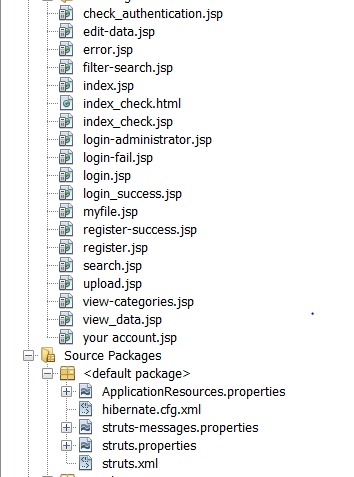 check_authentication.jsp
edit-data.jsp
error.jsp
filter-search.jsp
index.jsp
index_check.html
index_check.jsp
login-administrator.jsp
login-fail.jsp
login.jsp
login_success.jsp
myfile.jsp
register-success.jsp
register.jsp
search.jsp
upload.jsp
view-categories.jsp
view_data.jsp
your account.jsp
Source Packages
<default package>
ApplicationResources.properties
hibernate.cfg.xml
struts-messages.properties
struts.properties
struts.xml